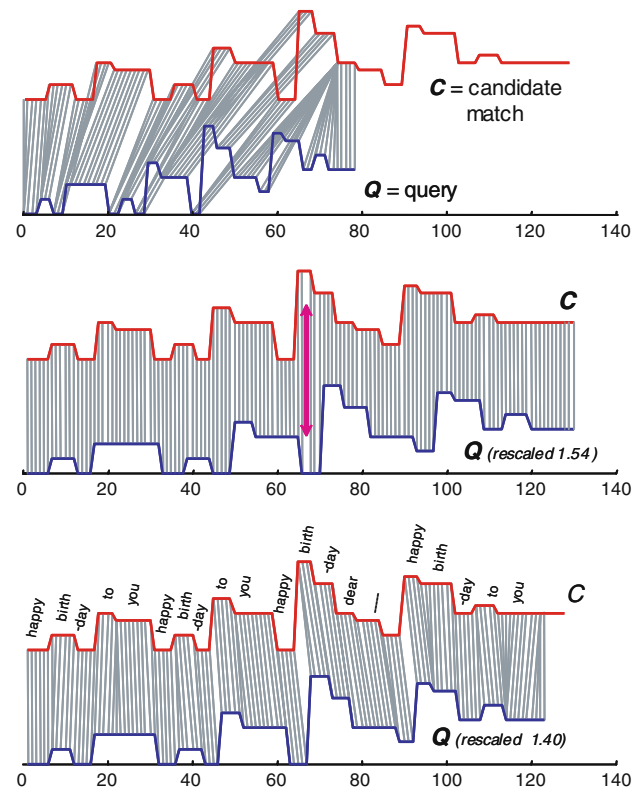 C = candidate
match
Q = query
0 20 40 60 80 100 120 140
C
Q (rescaled 1.54)
0 20 40 60 80 100 120 140
happy birth -day to you happy birth -day to you happy birth -day dear — happy birth -day to you
C
Q (rescaled 1.40)
0 20 40 60 80 100 120 140